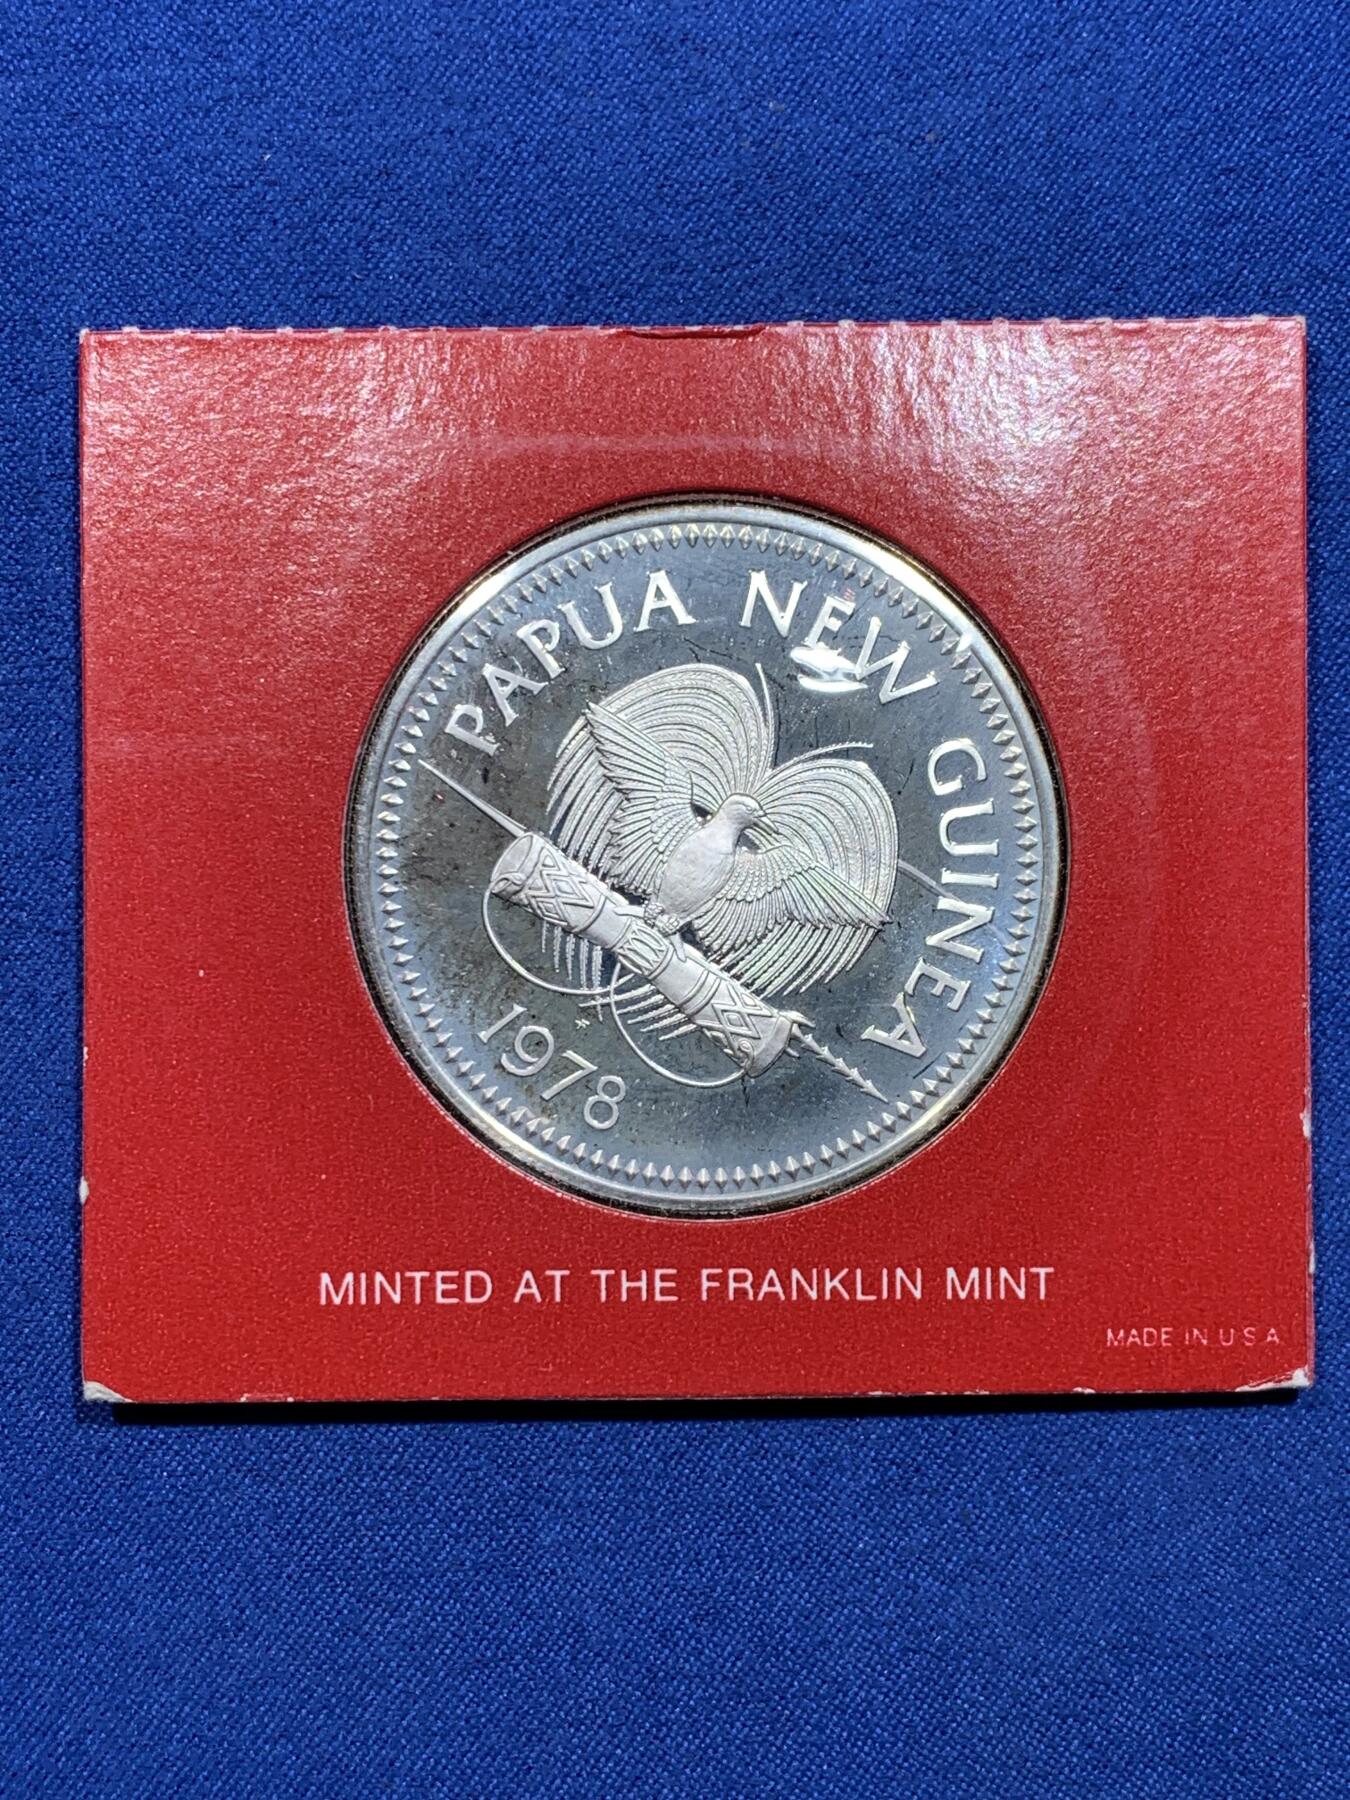 PAPUA NEW GUINEA
1978
MINTED AT THE FRANKLIN MINT
MADE IN U S A